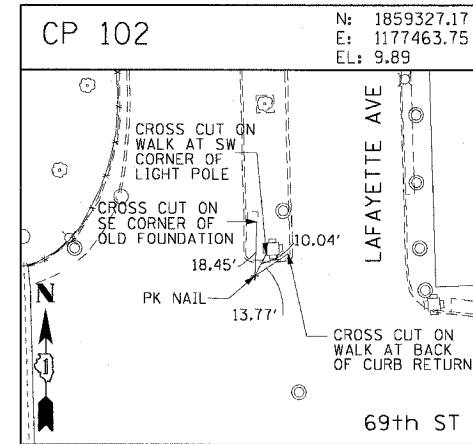 CP 102
N: 1859327.17
E: 1177463.75
EL: 9.89
LAFAYETTE AVE
CROSS CUT ON
WALK AT SW
CORNER OF
LIGHT POLE
CROSS CUT ON
SE CORNER OF
OLD FOUNDATION
10.04'
18.45'
PK NAIL
13.77'
N
CROSS CUT ON
WALK AT BACK
OF CURB RETURN
69th ST